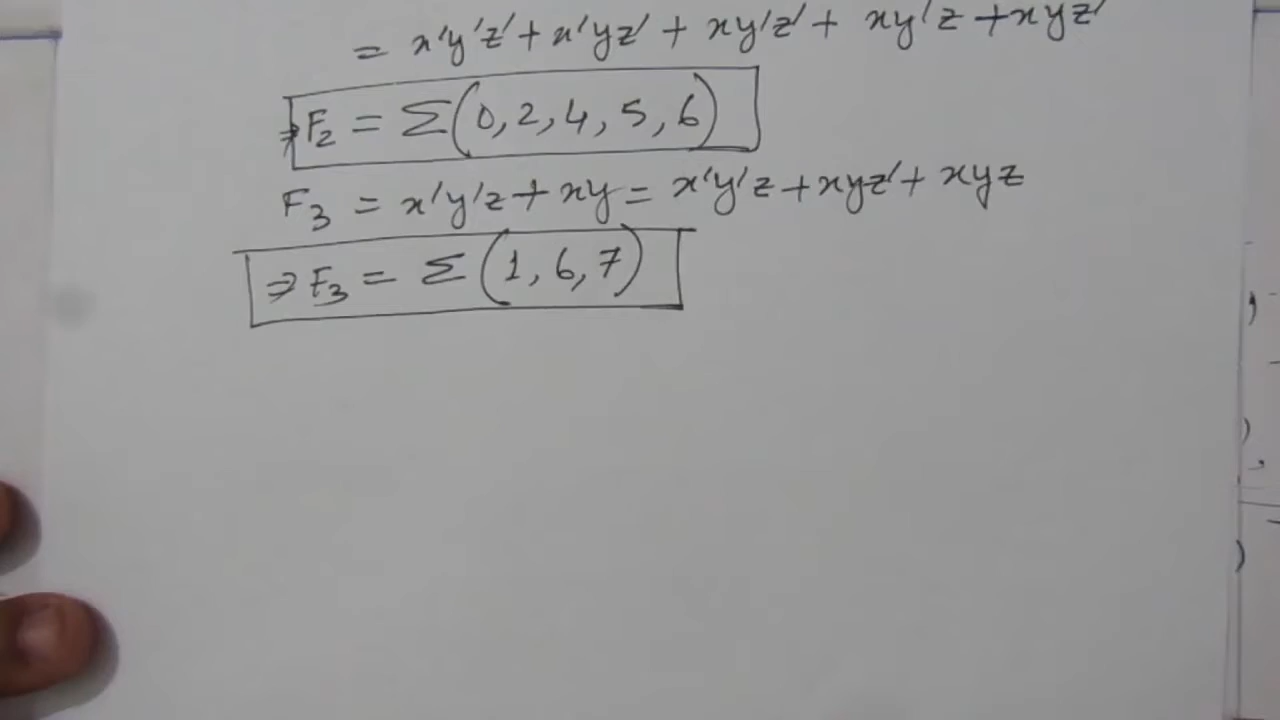 = x'y'z' + x'yz' + xy'z' + xy'z + xyz'
⇒ F₂ = Σ(0, 2, 4, 5, 6)
F₃ = x'y'z + xy = x'y'z + xyz' + xyz
⇒ F₃ = Σ(1, 6, 7)